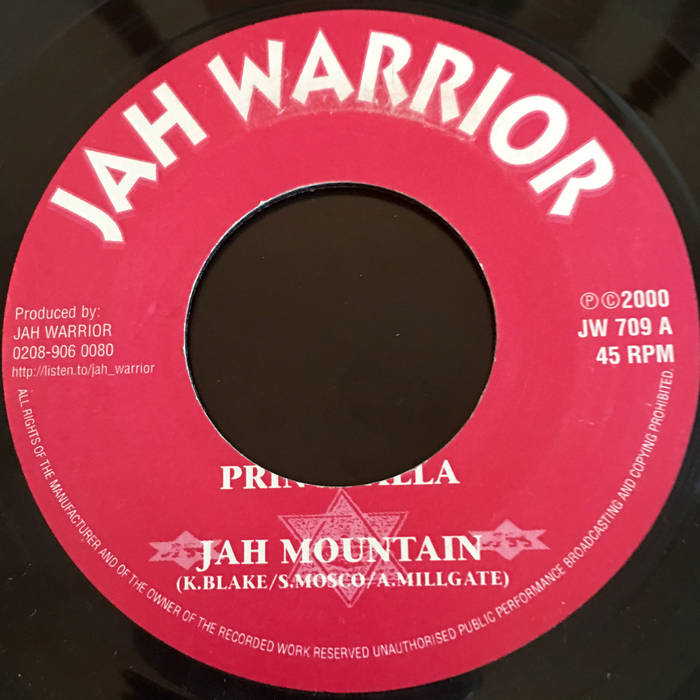 JAH WARRIOR
Produced by:
JAH WARRIOR
0208-906 0080
http://listen.to/jah_warrior
℗©2000
JW 709 A
45 RPM
JAH MOUNTAIN
(K.BLAKE/S.MOSCO/A.MILLGATE)
ALL RIGHTS OF THE MANUFACTURER AND OF THE OWNER OF THE RECORDED WORK RESERVED UNAUTHORISED PUBLIC PERFORMANCE BROADCASTING AND COPYING PROHIBITED.